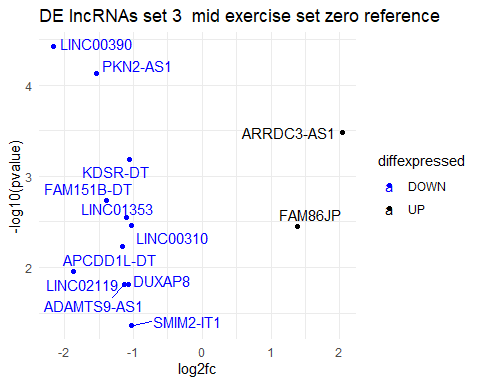 DE lncRNAs set 3  mid exercise set zero reference
LINC00390
PKN2-AS1
4
ARRDC3-AS1
3
KDSR-DT
FAM151B-DT
LINC01353
FAM86JP
LINC00310
APCDD1L-DT
2
LINC02119
DUXAP8
ADAMTS9-AS1
SMIM2-IT1
-log10(pvalue)
-2
-1
0
1
2
log2fc
diffexpressed
a DOWN
a UP